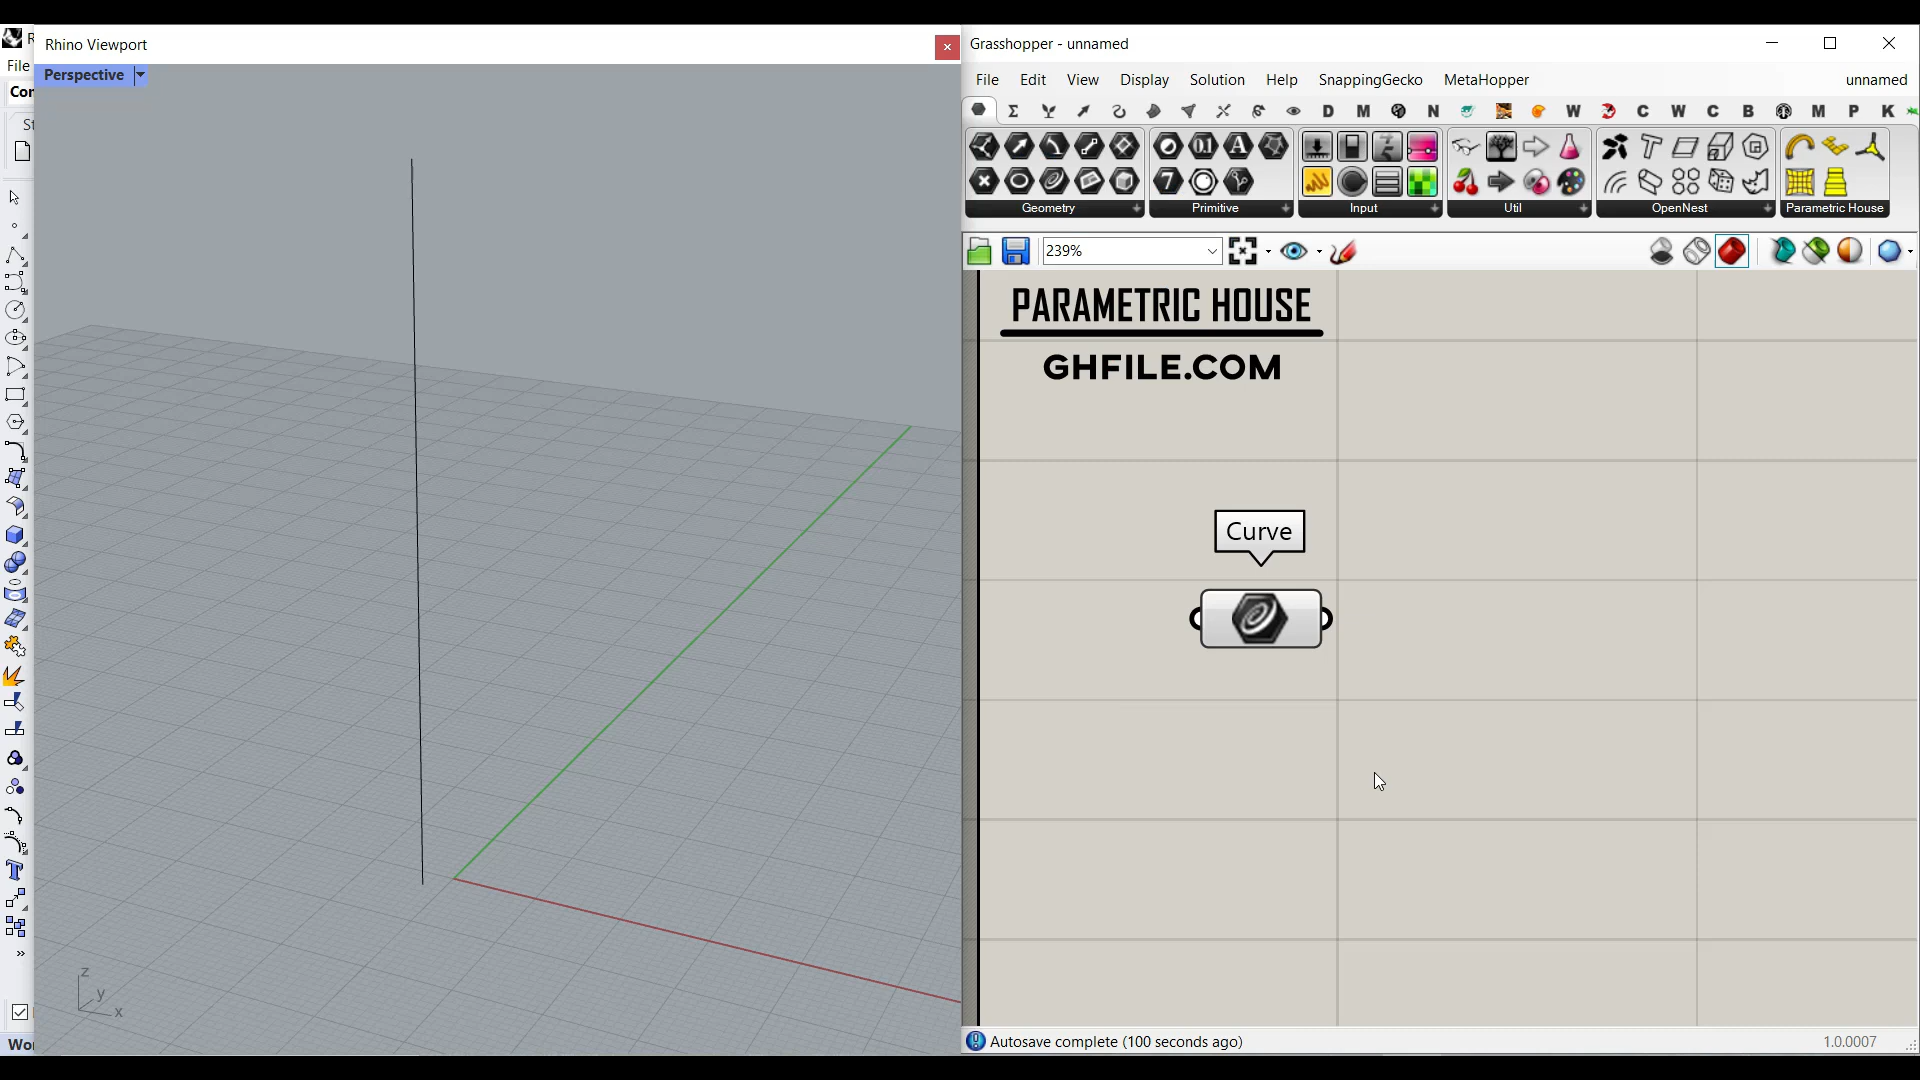 Rhino Viewport
File
Perspective
z
y
x
Grasshopper - unnamed
File Edit View Display Solution Help SnappingGecko MetaHopper unnamed
D M N W C W C B M P K
Geometry Primitive Input Util OpenNest Parametric House
239%
PARAMETRIC HOUSE
GHFILE.COM
Curve
Autosave complete (100 seconds ago) 1.0.0007